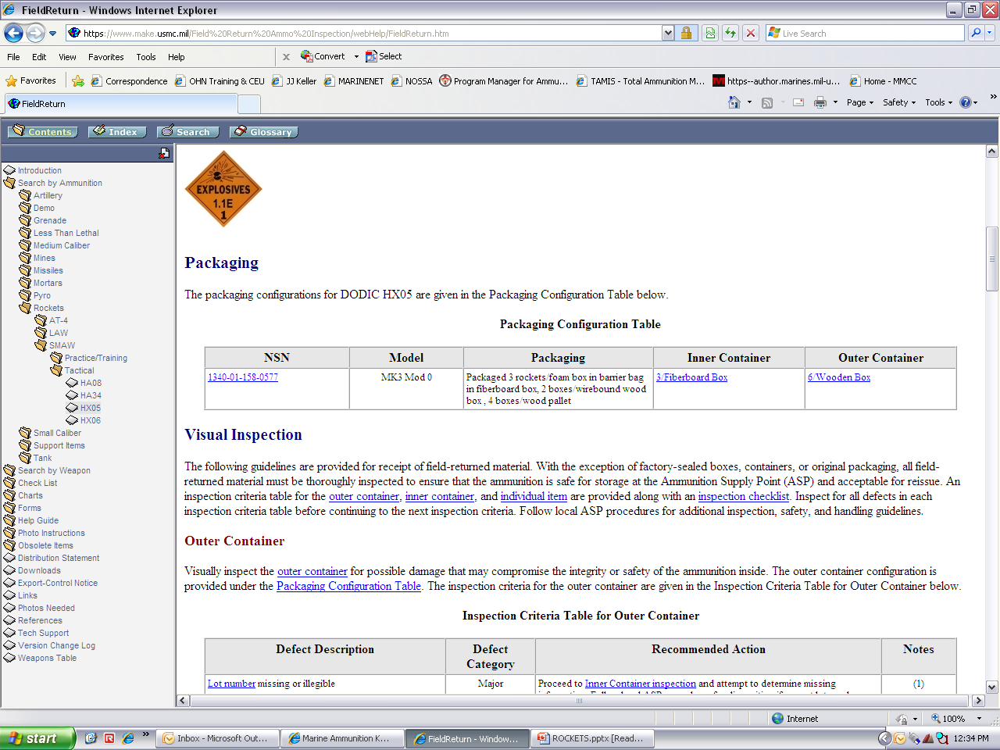 FieldReturn - Windows Internet Explorer
https://www.make.usmc.mil/Field%20Return%20Ammo%20Inspection/webHelp/FieldReturn.htm
Live Search
File Edit View Favorites Tools Help
x Convert Select
Favorites Correspondence OHN Training & CEU JJ Keller MARINENET NOSSA Program Manager for Ammu... TAMIS - Total Ammunition M... https--author.marines.mil-u... Home - MMCC
FieldReturn
Page Safety Tools
Contents Index Search Glossary
Introduction
Search by Ammunition
Artillery
Demo
Grenade
Less Than Lethal
Medium Caliber
Mines
Missiles
Mortars
Pyro
Rockets
AT-4
LAW
SMAW
Practice/Training
Tactical
HA08
HA34
HX05
HX06
Small Caliber
Support Items
Tank
Search by Weapon
Check List
Charts
Forms
Help Guide
Photo Instructions
Obsolete Items
Distribution Statement
Downloads
Export-Control Notice
Links
Photos Needed
References
Tech Support
Version Change Log
Weapons Table
EXPLOSIVES
1.1E
1
Packaging
The packaging configurations for DODIC HX05 are given in the Packaging Configuration Table below.
Packaging Configuration Table
NSN Model Packaging Inner Container Outer Container
1340-01-158-0577 MK3 Mod 0 Packaged 3 rockets/foam box in barrier bag 3/Fiberboard Box 6/Wooden Box
in fiberboard box, 2 boxes/wirebound wood
box , 4 boxes/wood pallet
Visual Inspection
The following guidelines are provided for receipt of field-returned material. With the exception of factory-sealed boxes, containers, or original packaging, all field-
returned material must be thoroughly inspected to ensure that the ammunition is safe for storage at the Ammunition Supply Point (ASP) and acceptable for reissue. An
inspection criteria table for the outer container, inner container, and individual item are provided along with an inspection checklist. Inspect for all defects in each
inspection criteria table before continuing to the next inspection criteria. Follow local ASP procedures for additional inspection, safety, and handling guidelines.
Outer Container
Visually inspect the outer container for possible damage that may compromise the integrity or safety of the ammunition inside. The outer container configuration is
provided under the Packaging Configuration Table. The inspection criteria for the outer container are given in the Inspection Criteria Table for Outer Container below.
Inspection Criteria Table for Outer Container
Defect Description Defect Category Recommended Action Notes
Lot number missing or illegible Major Proceed to Inner Container inspection and attempt to determine missing (1)
Internet 100%
start Inbox - Microsoft Out... Marine Ammunition K... FieldReturn - Window... ROCKETS.pptx [Read... 12:34 PM